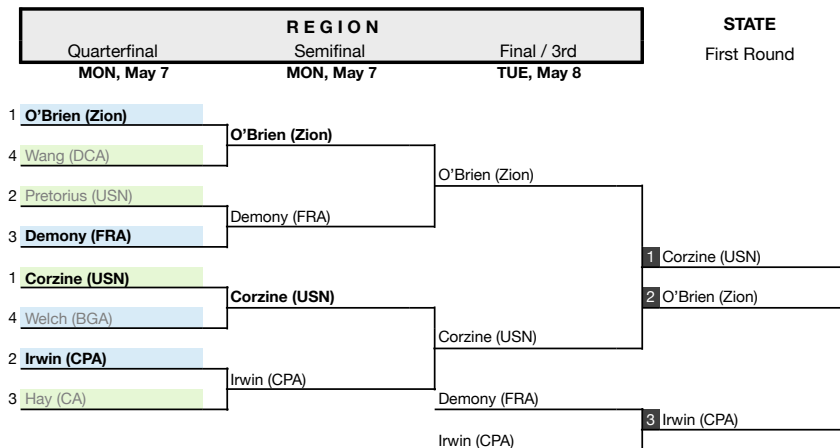 REGION
STATE
Quarterfinal Semifinal Final / 3rd
First Round
MON, May 7 MON, May 7 TUE, May 8
1 O'Brien (Zion)
O'Brien (Zion)
4 Wang (DCA)
O'Brien (Zion)
2 Pretorius (USN)
Demony (FRA)
3 Demony (FRA)
1 Corzine (USN)
1 Corzine (USN)
Corzine (USN)
2 O'Brien (Zion)
4 Welch (BGA)
Corzine (USN)
2 Irwin (CPA)
Irwin (CPA)
3 Hay (CA)
Demony (FRA)
3 Irwin (CPA)
Irwin (CPA)